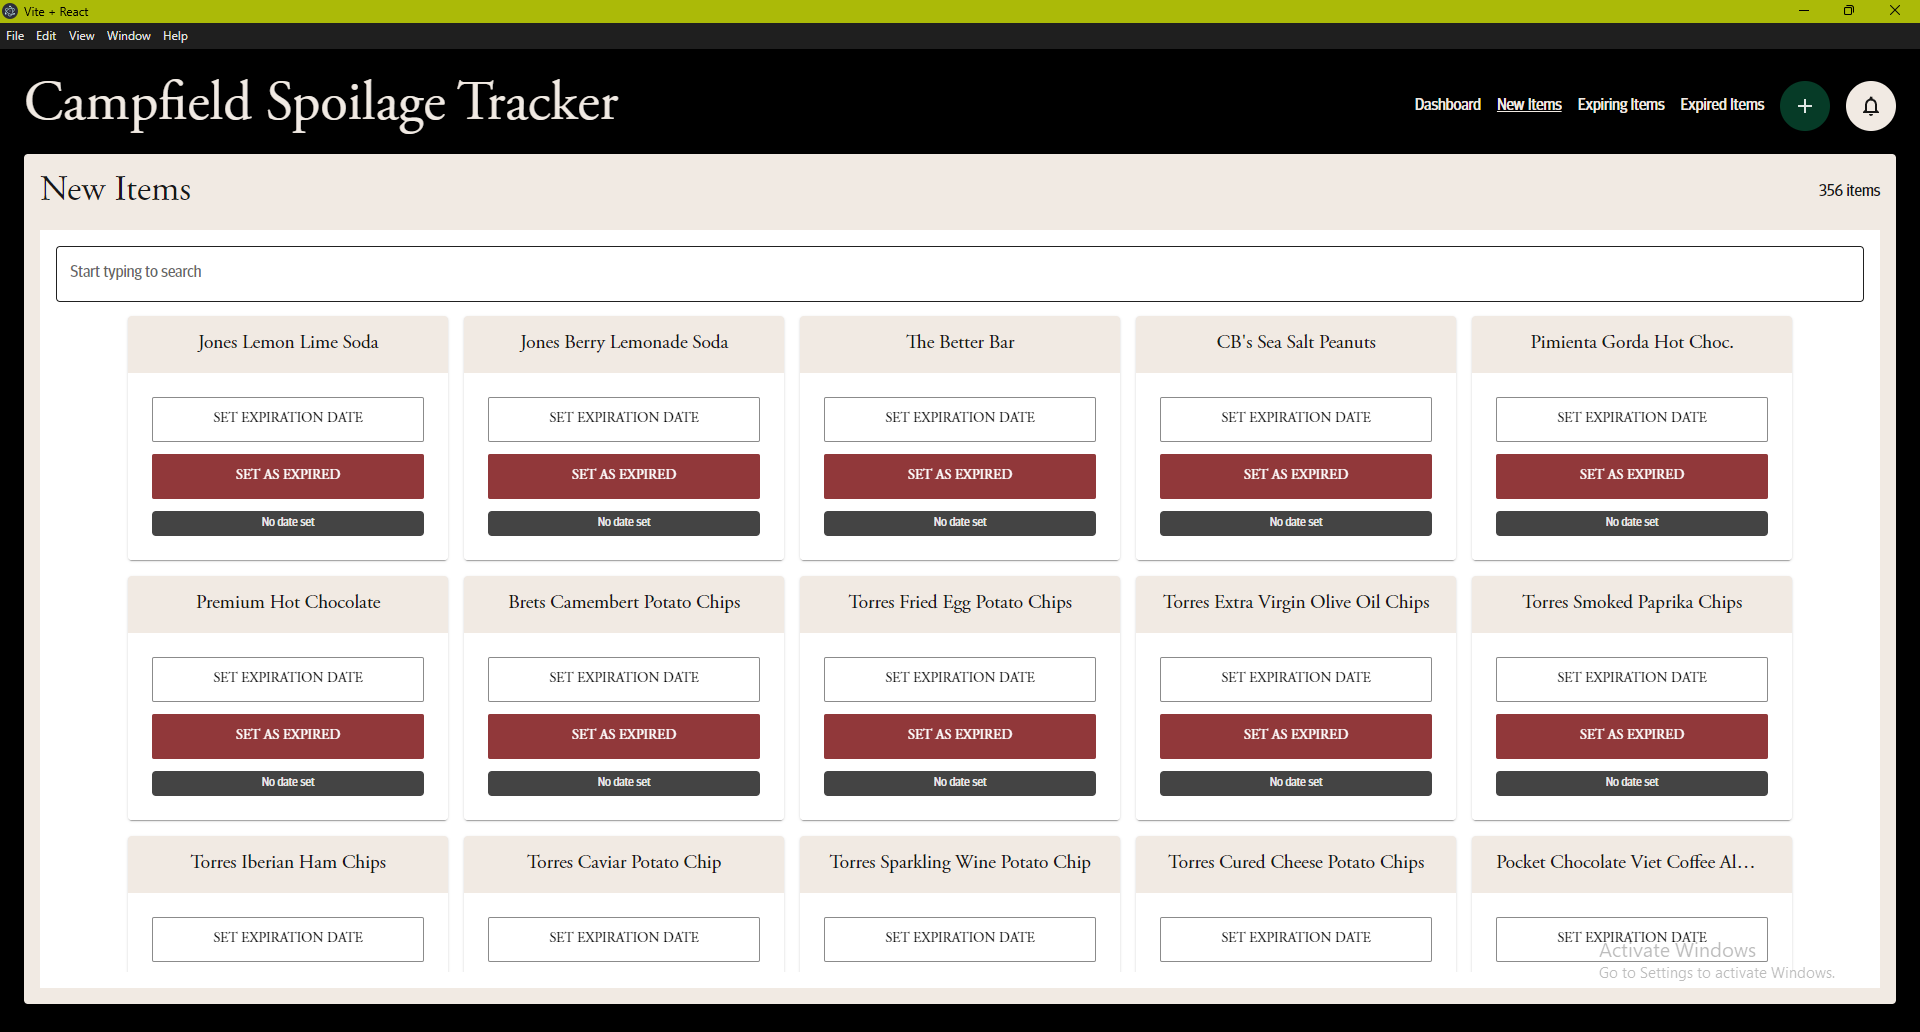 Vite + React
File Edit View Window Help
Campfield Spoilage Tracker
Dashboard New Items Expiring Items Expired Items
New Items
356 items
Start typing to search
Jones Lemon Lime Soda Jones Berry Lemonade Soda The Better Bar CB's Sea Salt Peanuts Pimienta Gorda Hot Choc.
SET EXPIRATION DATE SET EXPIRATION DATE SET EXPIRATION DATE SET EXPIRATION DATE SET EXPIRATION DATE
SET AS EXPIRED SET AS EXPIRED SET AS EXPIRED SET AS EXPIRED SET AS EXPIRED
No date set No date set No date set No date set No date set
Premium Hot Chocolate Brets Camembert Potato Chips Torres Fried Egg Potato Chips Torres Extra Virgin Olive Oil Chips Torres Smoked Paprika Chips
SET EXPIRATION DATE SET EXPIRATION DATE SET EXPIRATION DATE SET EXPIRATION DATE SET EXPIRATION DATE
SET AS EXPIRED SET AS EXPIRED SET AS EXPIRED SET AS EXPIRED SET AS EXPIRED
No date set No date set No date set No date set No date set
Torres Iberian Ham Chips Torres Caviar Potato Chip Torres Sparkling Wine Potato Chip Torres Cured Cheese Potato Chips Pocket Chocolate Viet Coffee Al...
SET EXPIRATION DATE SET EXPIRATION DATE SET EXPIRATION DATE SET EXPIRATION DATE SET EXPIRATION DATE
Activate Windows
Go to Settings to activate Windows.